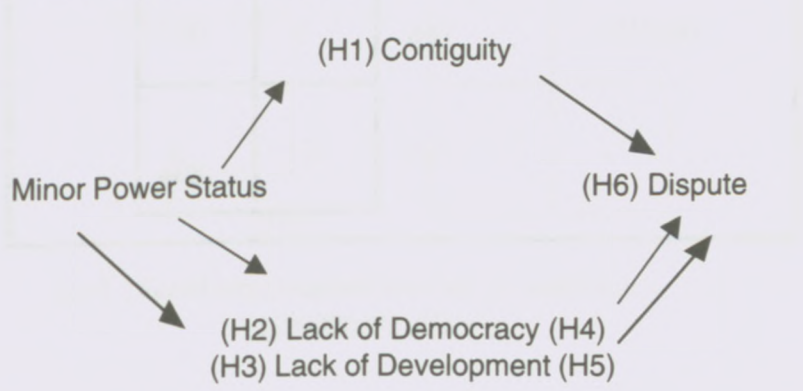 (H1) Contiguity
Minor Power Status
(H6) Dispute
(H2) Lack of Democracy (H4)
(H3) Lack of Development (H5)